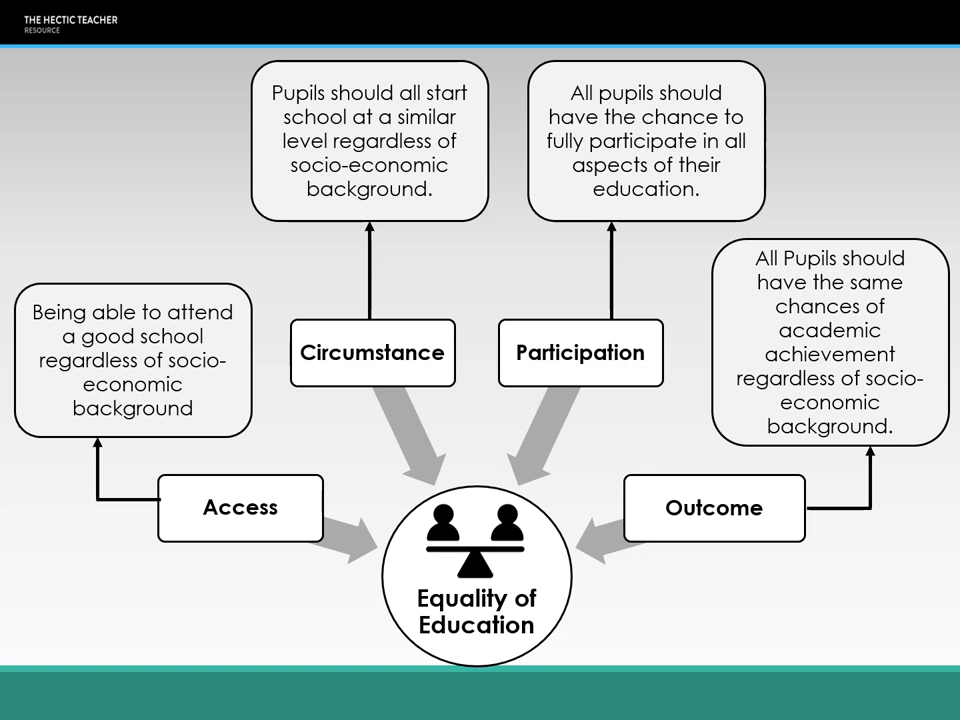 THE HECTIC TEACHER
RESOURCE
Pupils should all start
school at a similar
level regardless of
socio-economic
background.
All pupils should
have the chance to
fully participate in all
aspects of their
education.
All Pupils should
have the same
chances of
academic
achievement
regardless of socio-
economic
background.
Being able to attend
a good school
regardless of socio-
economic
background
Circumstance
Participation
Access
Outcome
Equality of
Education